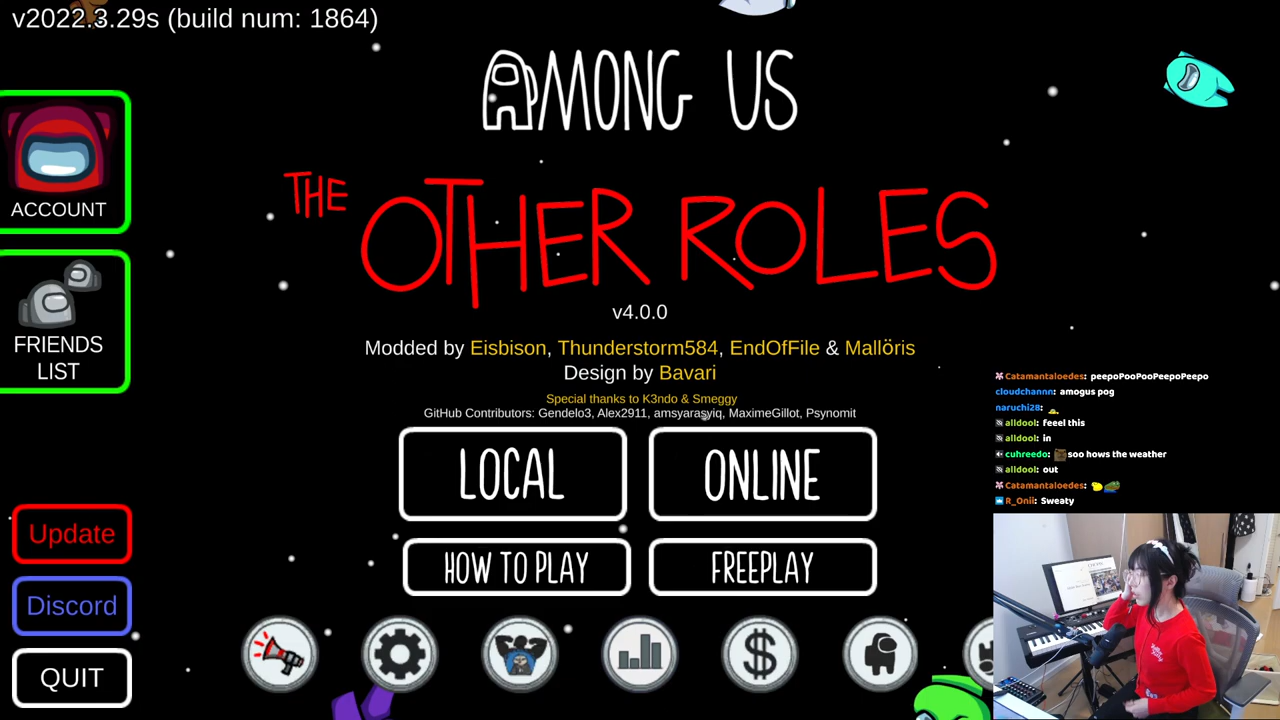 v2022.3.29s (build num: 1864)
AMONG US
THE OTHER ROLES
v4.0.0
Modded by Eisbison, Thunderstorm584, EndOfFile & Mallöris
Design by Bavari
Special thanks to K3ndo & Smeggy
GitHub Contributors: Gendelo3, Alex2911, amsyarasyiq, MaximeGillot, Psynomit
ACCOUNT
FRIENDS
LIST
LOCAL
ONLINE
HOW TO PLAY
FREEPLAY
Update
Discord
QUIT
Catamantaloedes: peepoPooPooPeepoPeepo
cloudchannn: amogus pog
naruchi28:
alldool: feeel this
alldool: in
cuhreedo: soo hows the weather
alldool: out
Catamantaloedes:
R_Onii: Sweaty